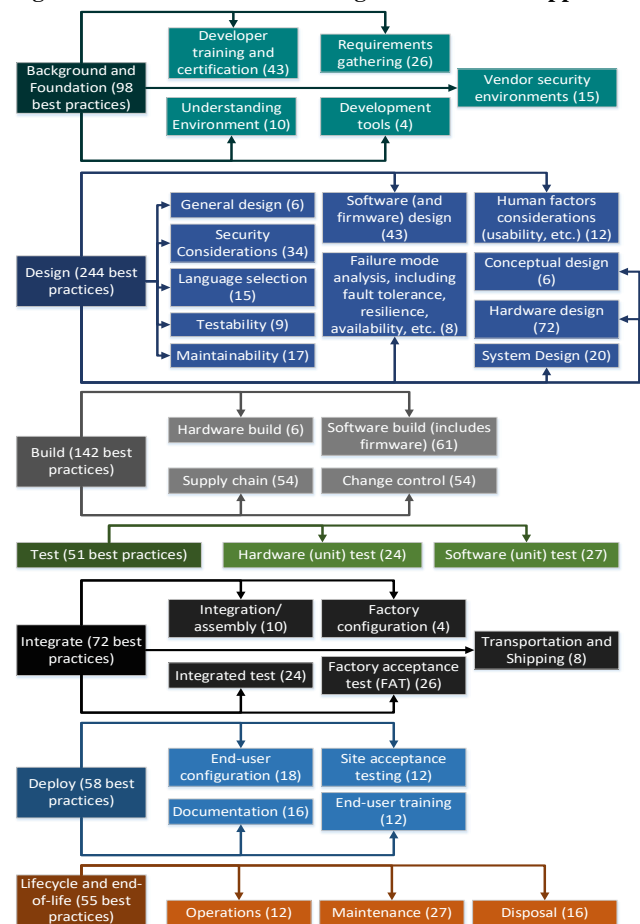 Developer
training and
certification (43)
Requirements
gathering (26)
Background and
Foundation (98
best practices)
Vendor security
environments (15)
Understanding
Environment (10)
Development
tools (4)
General design (6)
Security
Considerations (34)
Language selection
(15)
Testability (9)
Maintainability (17)
Software (and
firmware) design
(43)
Failure mode
analysis, including
fault tolerance,
resilience,
availability, etc. (8)
Human factors
considerations
(usability, etc.) (12)
Conceptual design
(6)
Hardware design
(72)
System Design (20)
Design (244 best
practices)
Hardware build (6)
Software build (includes
firmware) (61)
Build (142 best
practices)
Supply chain (54)
Change control (54)
Test (51 best practices)
Hardware (unit) test (24)
Software (unit) test (27)
Integration/
assembly (10)
Factory
configuration (4)
Integrate (72 best
practices)
Transportation and
Shipping (8)
Integrated test (24)
Factory acceptance
test (FAT) (26)
End-user
configuration (18)
Site acceptance
testing (12)
Deploy (58 best
practices)
Documentation (16)
End-user training
(12)
Lifecycle and end-
of-life (55 best
practices)
Operations (12)
Maintenance (27)
Disposal (16)